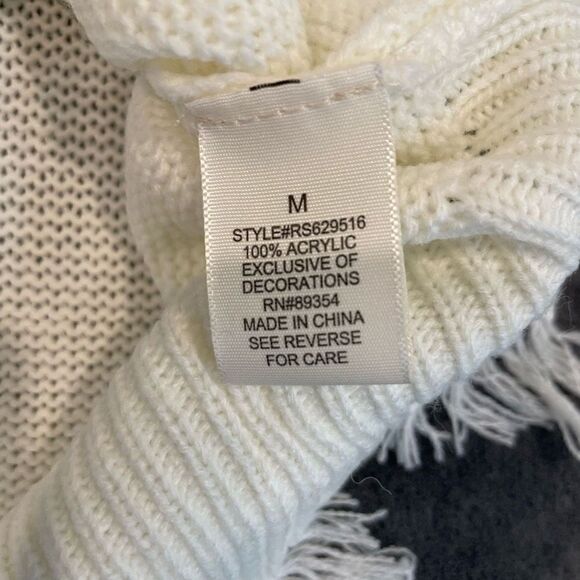 M
STYLE#RS629516
100% ACRYLIC
EXCLUSIVE OF
DECORATIONS
RN#89354
MADE IN CHINA
SEE REVERSE
FOR CARE